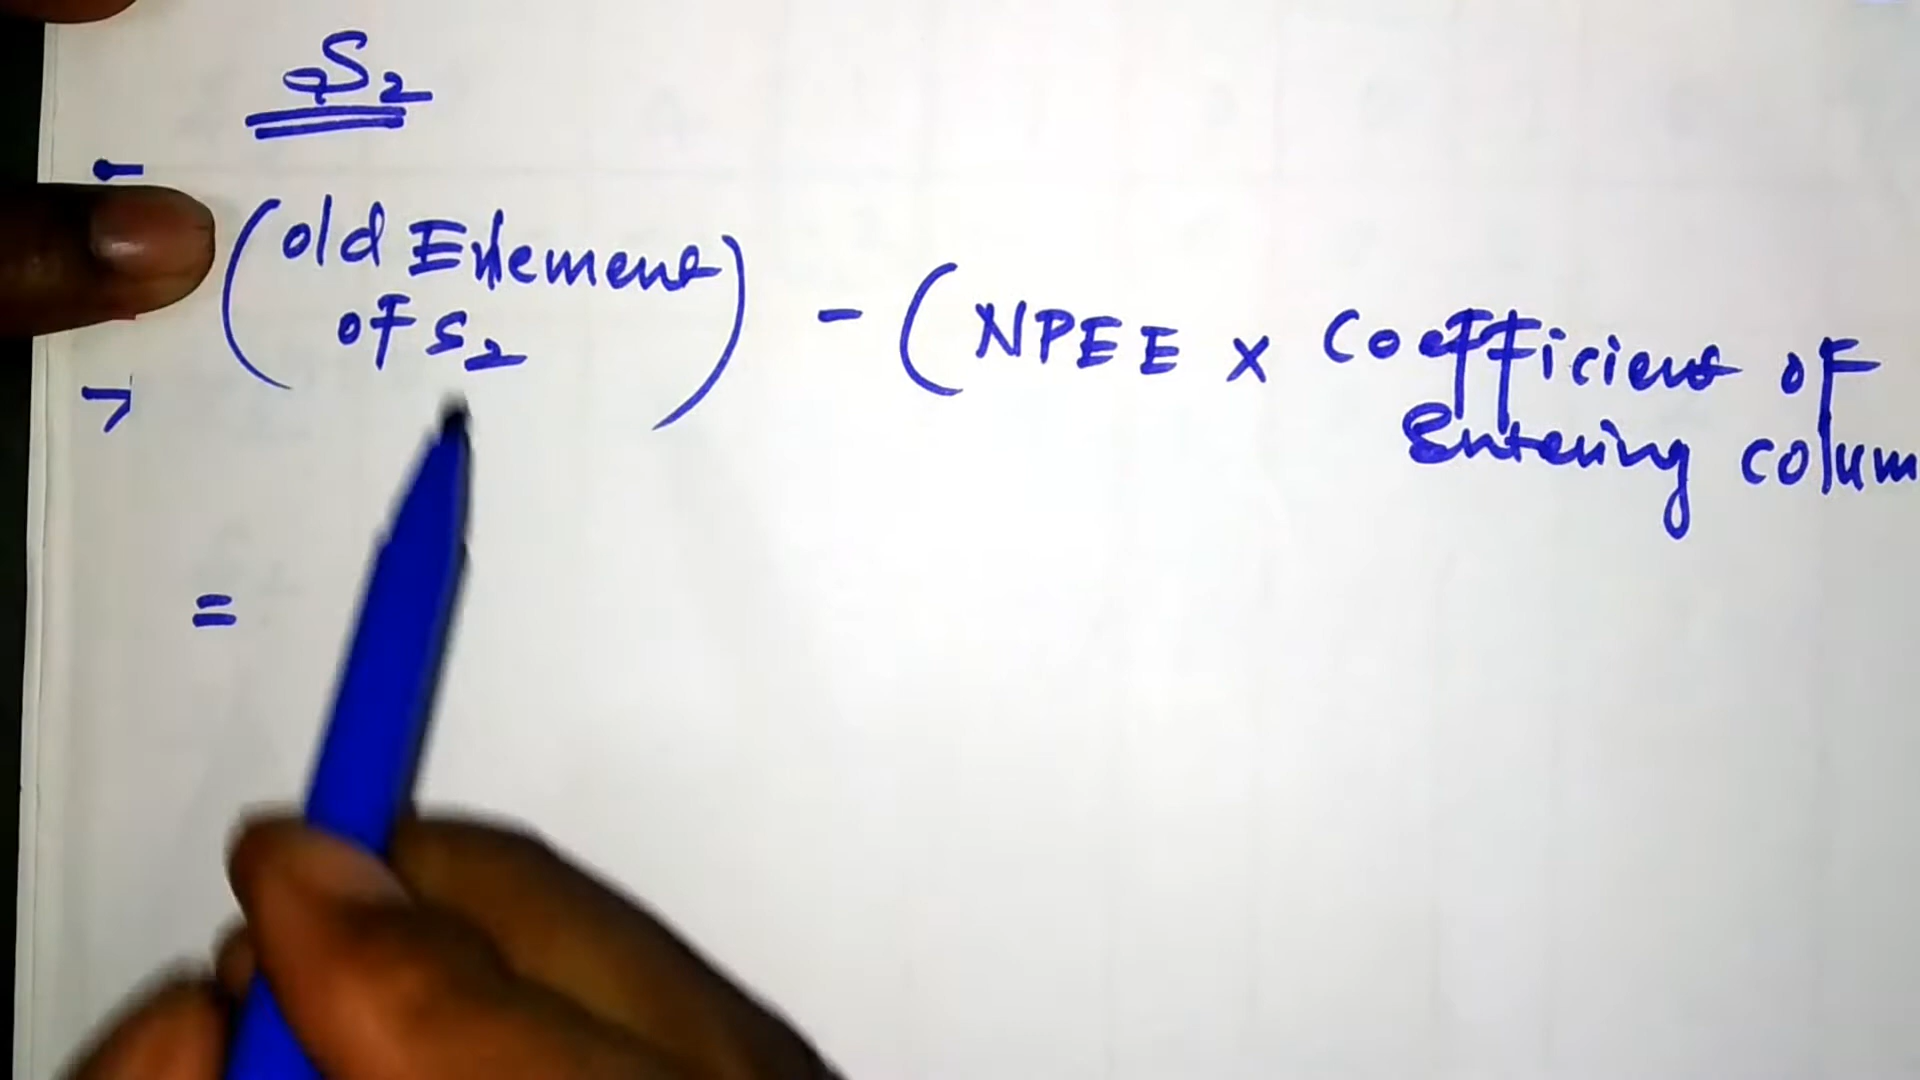 S2
(old Element - (NPEE x Coefficient of
of S2) Entering colum
=